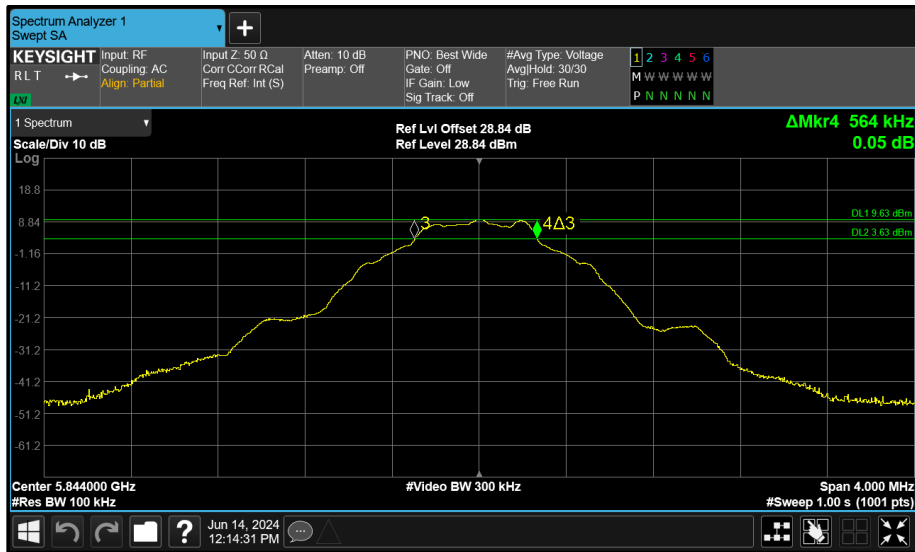 Spectrum Analyzer 1
Swept SA
+
KEYSIGHT
R L T
LXI
Input: RF
Coupling: AC
Align: Partial
Input Z: 50 Ω
Corr CCorr RCal
Freq Ref: Int (S)
Atten: 10 dB
Preamp: Off
PNO: Best Wide
Gate: Off
IF Gain: Low
Sig Track: Off
#Avg Type: Voltage
Avg|Hold: 30/30
Trig: Free Run
1 2 3 4 5 6
M W W W W W
P N N N N N
1 Spectrum
Scale/Div 10 dB
Ref Lvl Offset 28.84 dB
Ref Level 28.84 dBm
ΔMkr4 564 kHz
0.05 dB
Log
18.8
8.84
-1.16
-11.2
-21.2
-31.2
-41.2
-51.2
-61.2
3
4Δ3
DL1 9.63 dBm
DL2 3.63 dBm
Center 5.844000 GHz
#Res BW 100 kHz
#Video BW 300 kHz
Span 4.000 MHz
#Sweep 1.00 s (1001 pts)
?
Jun 14, 2024
12:14:31 PM